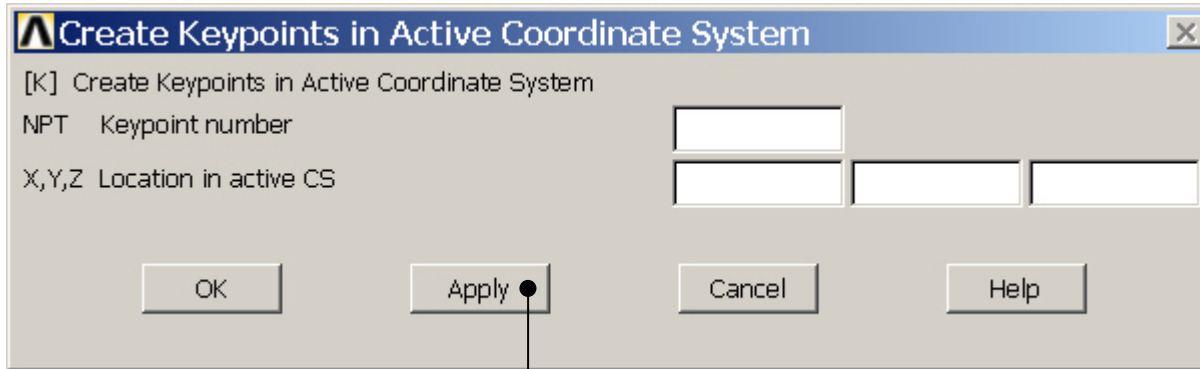 Create Keypoints in Active Coordinate System
[K] Create Keypoints in Active Coordinate System
NPT Keypoint number
X,Y,Z Location in active CS
OK Apply Cancel Help